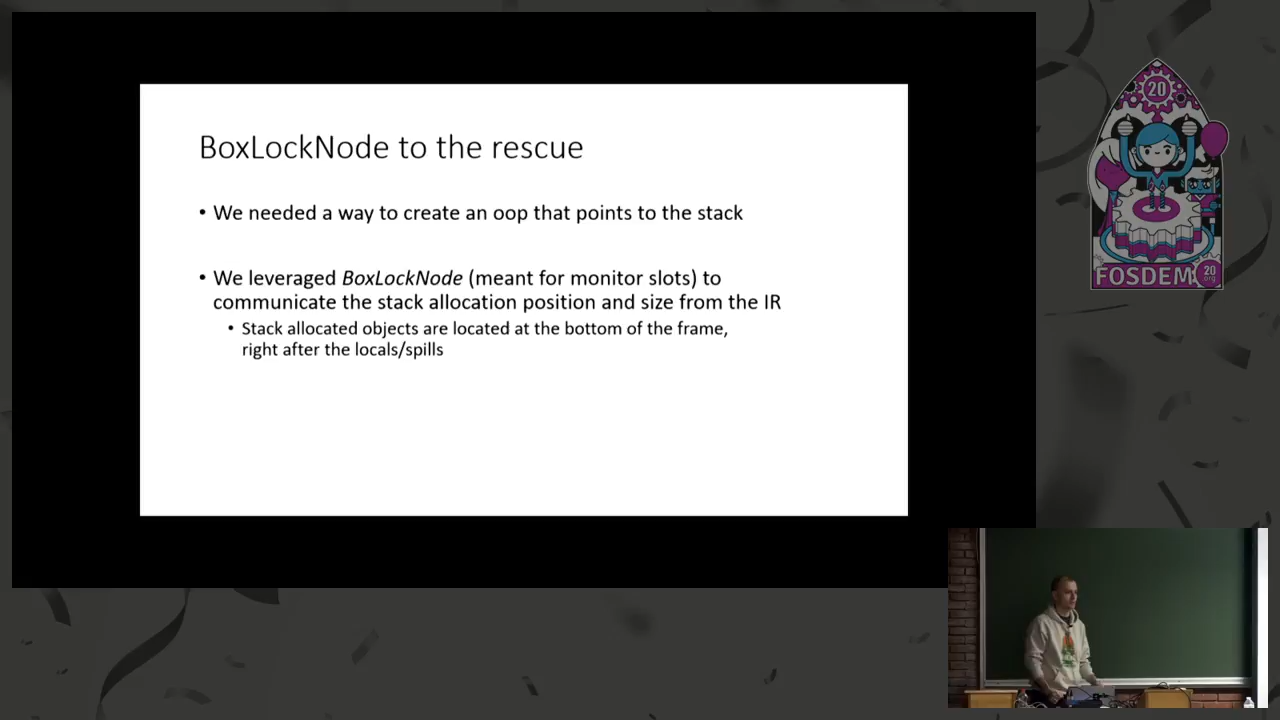 BoxLockNode to the rescue
• We needed a way to create an oop that points to the stack
• We leveraged BoxLockNode (meant for monitor slots) to
communicate the stack allocation position and size from the IR
• Stack allocated objects are located at the bottom of the frame,
right after the locals/spills
20
FOSDEM
20
.org